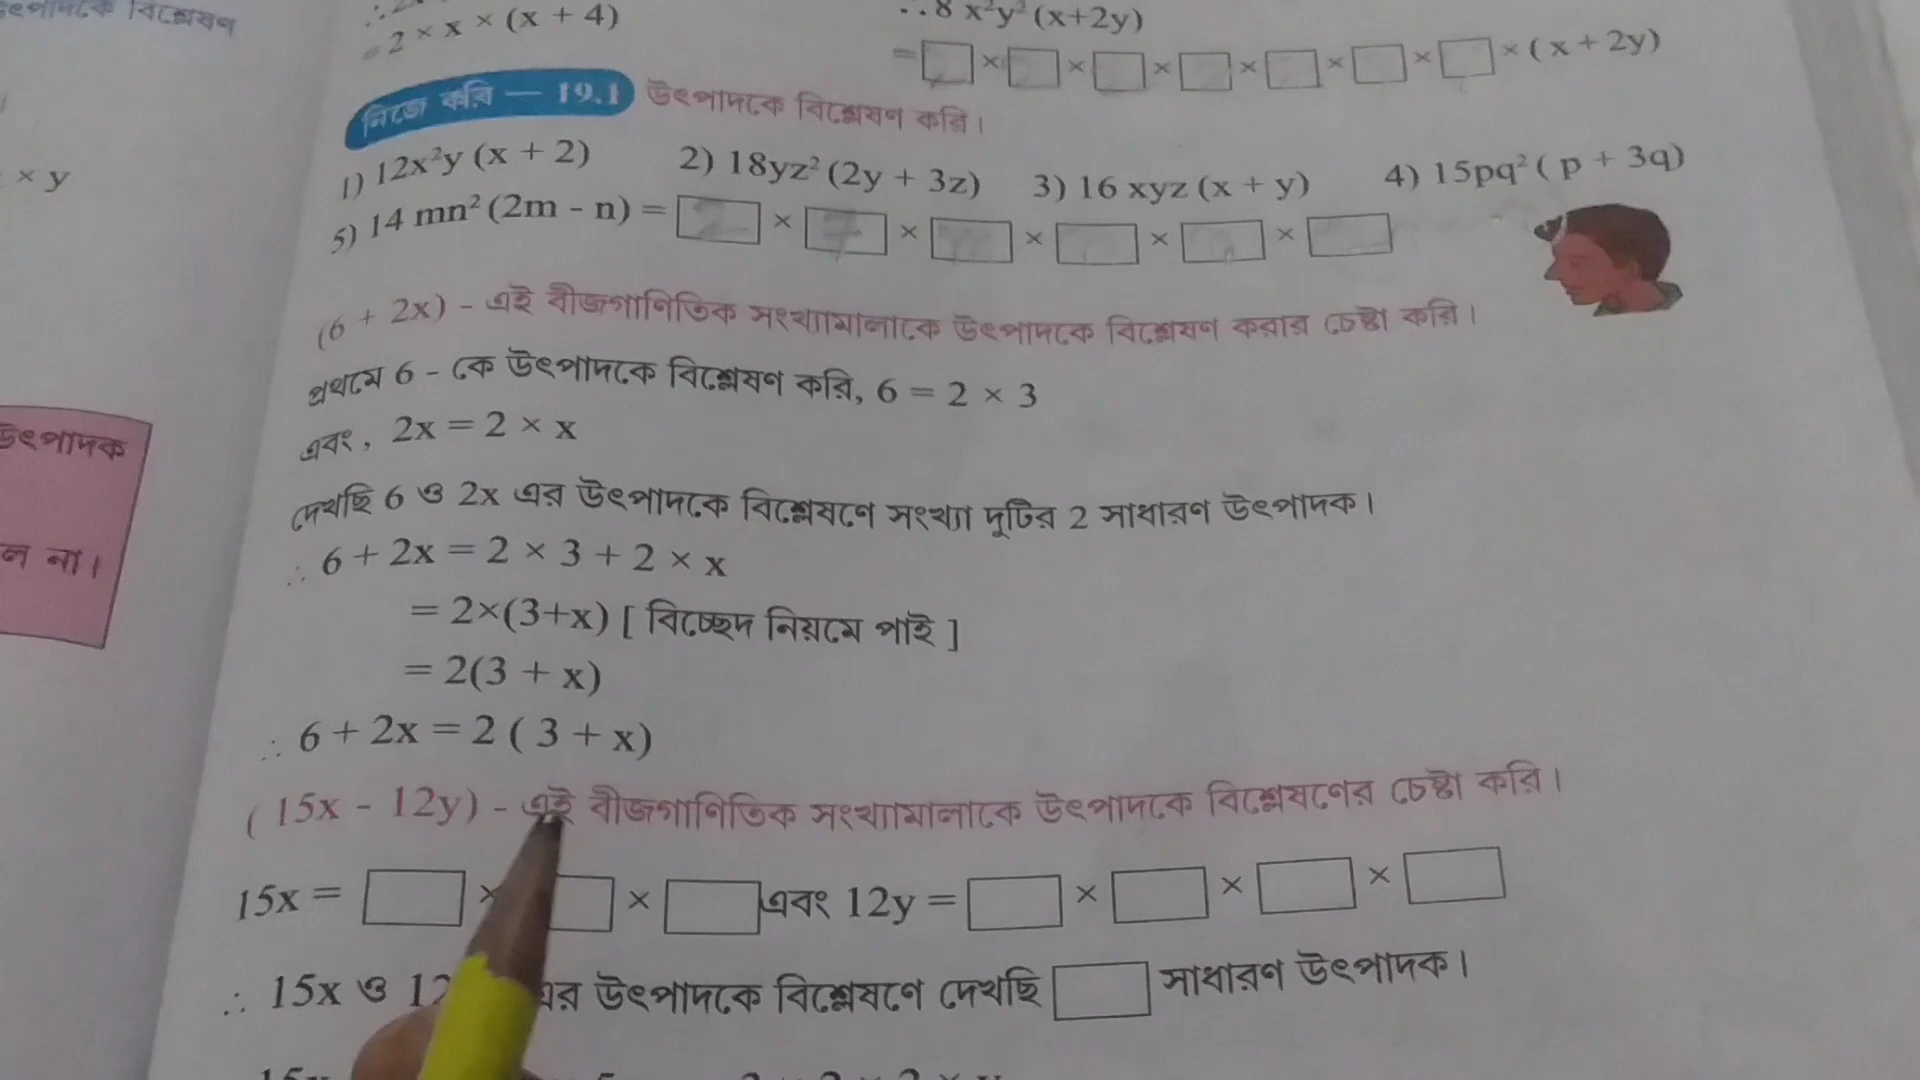 উৎপাদকে বিশ্লেষণ
= 2 × x × (x + 4)
∴ 8 x²y² (x+2y)
= □ × □ × □ × □ × □ × □ × □ × (x + 2y)
নিজে করি — 19.1 উৎপাদকে বিশ্লেষণ করি।
1) 12x²y (x + 2) 2) 18yz² (2y + 3z) 3) 16 xyz (x + y) 4) 15pq² ( p + 3q)
× y
5) 14 mn² (2m - n) = 2 × 7 × □ × □ × □ × □
(6 + 2x) - এই বীজগাণিতিক সংখ্যামালাকে উৎপাদকে বিশ্লেষণ করার চেষ্টা করি।
প্রথমে 6 - কে উৎপাদকে বিশ্লেষণ করি, 6 = 2 × 3
এবং, 2x = 2 × x
উৎপাদক
দেখছি 6 ও 2x এর উৎপাদকে বিশ্লেষণে সংখ্যা দুটির 2 সাধারণ উৎপাদক।
ল না।
∴ 6 + 2x = 2 × 3 + 2 × x
= 2×(3+x) [ বিচ্ছেদ নিয়মে পাই ]
= 2(3 + x)
∴ 6 + 2x = 2 ( 3 + x)
( 15x - 12y) - এই বীজগাণিতিক সংখ্যামালাকে উৎপাদকে বিশ্লেষণের চেষ্টা করি।
15x = □ × □ × □ এবং 12y = □ × □ × □ × □
∴ 15x ও 12 এর উৎপাদকে বিশ্লেষণে দেখছি □ সাধারণ উৎপাদক।